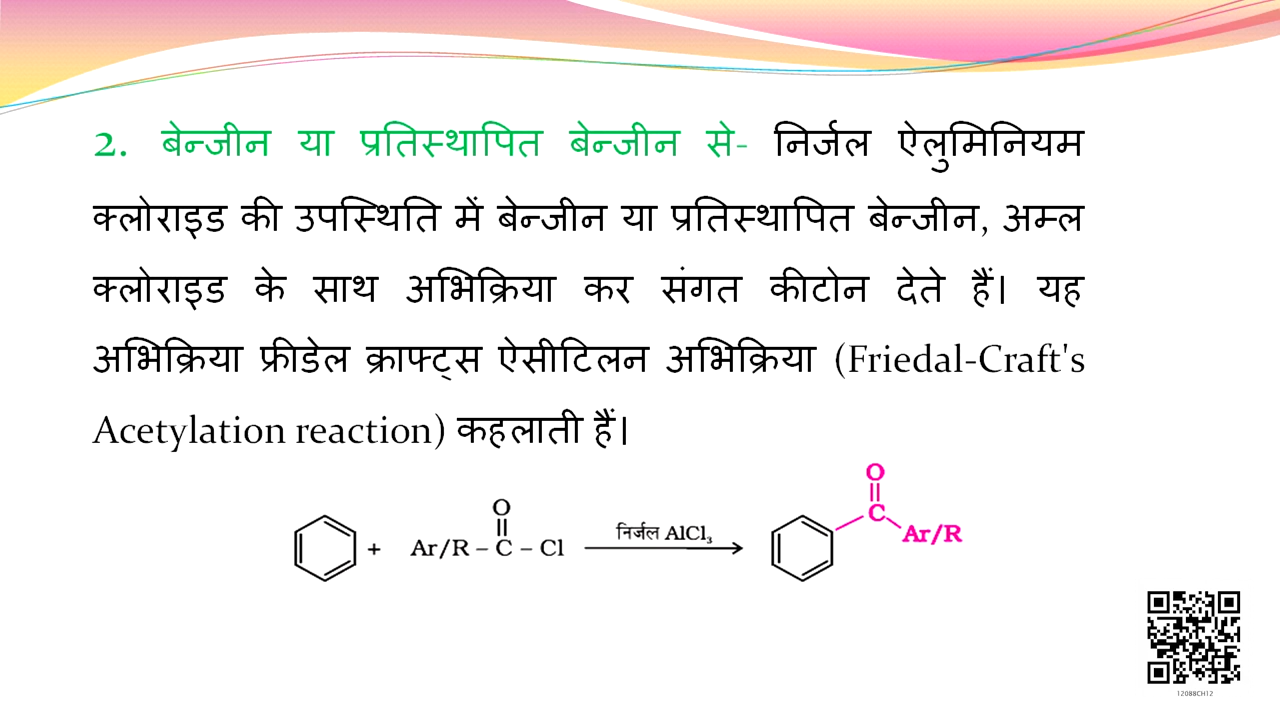 2. बेन्जीन या प्रतिस्थापित बेन्जीन से- निर्जल ऐलुमिनियम
क्लोराइड की उपस्थिति में बेन्जीन या प्रतिस्थापित बेन्जीन, अम्ल
क्लोराइड के साथ अभिक्रिया कर संगत कीटोन देते हैं। यह
अभिक्रिया फ्रीडेल क्राफ्ट्स ऐसीटिलन अभिक्रिया (Friedal-Craft's
Acetylation reaction) कहलाती हैं।
O
+ Ar/R – C – Cl निर्जल AlCl₃
O
C
Ar/R
12088CH12